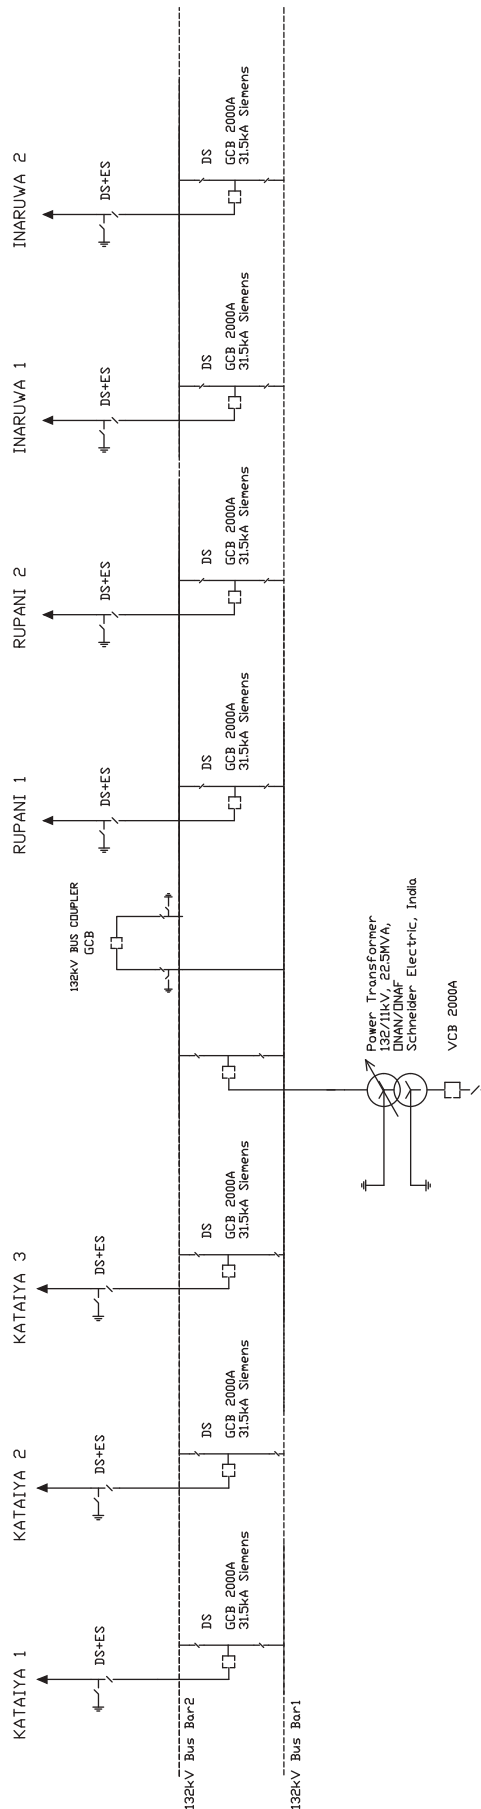 KATAIYA 1
KATAIYA 2
KATAIYA 3
RUPANI 1
RUPANI 2
INARUWA 1
INARUWA 2
DS+ES
DS+ES
DS+ES
132kV BUS COUPLER
GCB
DS+ES
DS+ES
DS+ES
DS+ES
132kV Bus Bar2
DS
GCB 2000A
31.5kA Siemens
DS
GCB 2000A
31.5kA Siemens
DS
GCB 2000A
31.5kA Siemens
DS
GCB 2000A
31.5kA Siemens
DS
GCB 2000A
31.5kA Siemens
DS
GCB 2000A
31.5kA Siemens
DS
GCB 2000A
31.5kA Siemens
132kV Bus Bar1
Power Transformer
132/11kV, 22.5MVA,
□NAN/□NAF
Schneider Electric, India
VCB 2000A